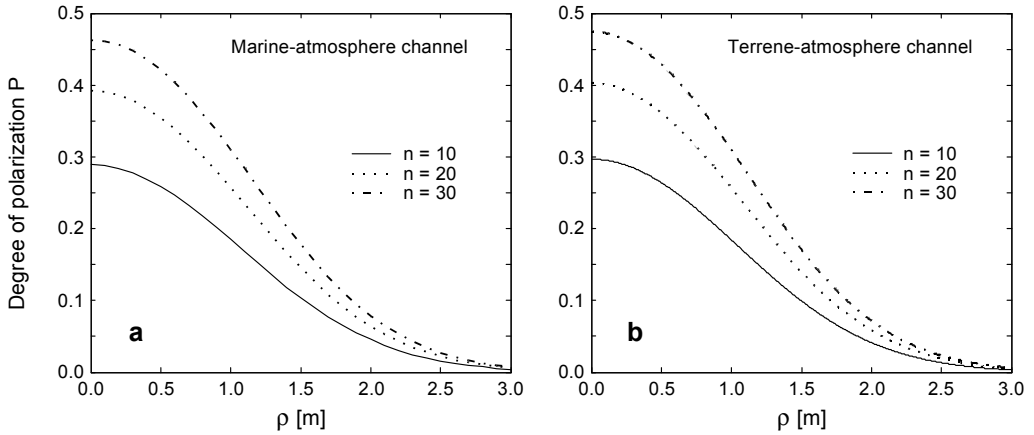 Degree of polarization P
0.5
0.4
0.3
0.2
0.1
0.0
Marine-atmosphere channel
n = 10
n = 20
n = 30
a
0.0 0.5 1.0 1.5 2.0 2.5 3.0
ρ [m]
0.5
0.4
0.3
0.2
0.1
0.0
Terrene-atmosphere channel
n = 10
n = 20
n = 30
b
0.0 0.5 1.0 1.5 2.0 2.5 3.0
ρ [m]